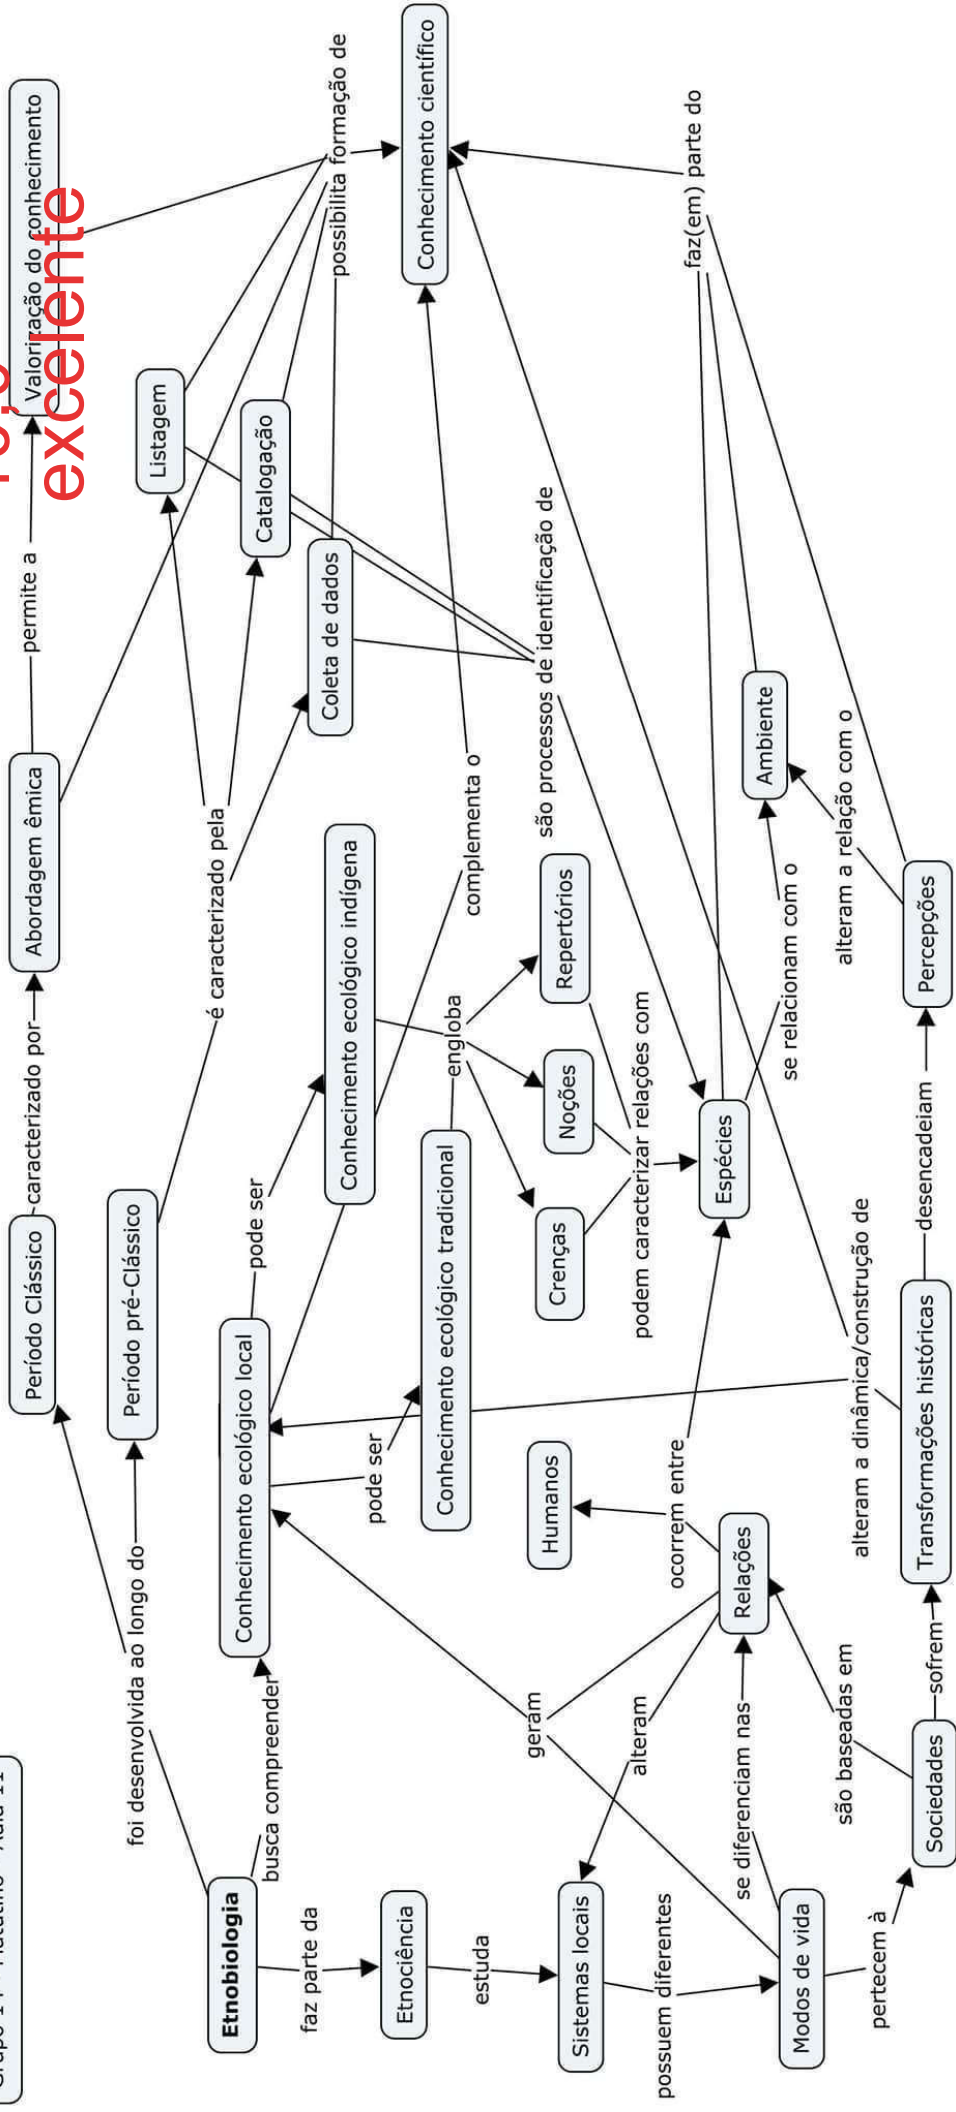 Grupo 14 - Matutino - Aula 11
10,0
excelente
Período Clássico
caracterizado por
Abordagem êmica
permite a
Valorização do conhecimento
foi desenvolvida ao longo do
Período pré-Clássico
é caracterizado pela
Listagem
Catalogação
Coleta de dados
possibilita formação de
Conhecimento científico
Etnobiologia
busca compreender
Conhecimento ecológico local
pode ser
Conhecimento ecológico indígena
pode ser
Conhecimento ecológico tradicional
engloba
complementa o
faz parte da
Etnociência
estuda
Sistemas locais
geram
Humanos
Crenças
Noções
Repertórios
são processos de identificação de
alteram
ocorrem entre
podem caracterizar relações com
possuem diferentes
se diferenciam nas
Relações
Espécies
se relacionam com o
Ambiente
faz(em) parte do
Modos de vida
são baseadas em
alteram a dinâmica/construção de
alteram a relação com o
pertecem à
Sociedades
sofrem
Transformações históricas
desencadeiam
Percepções